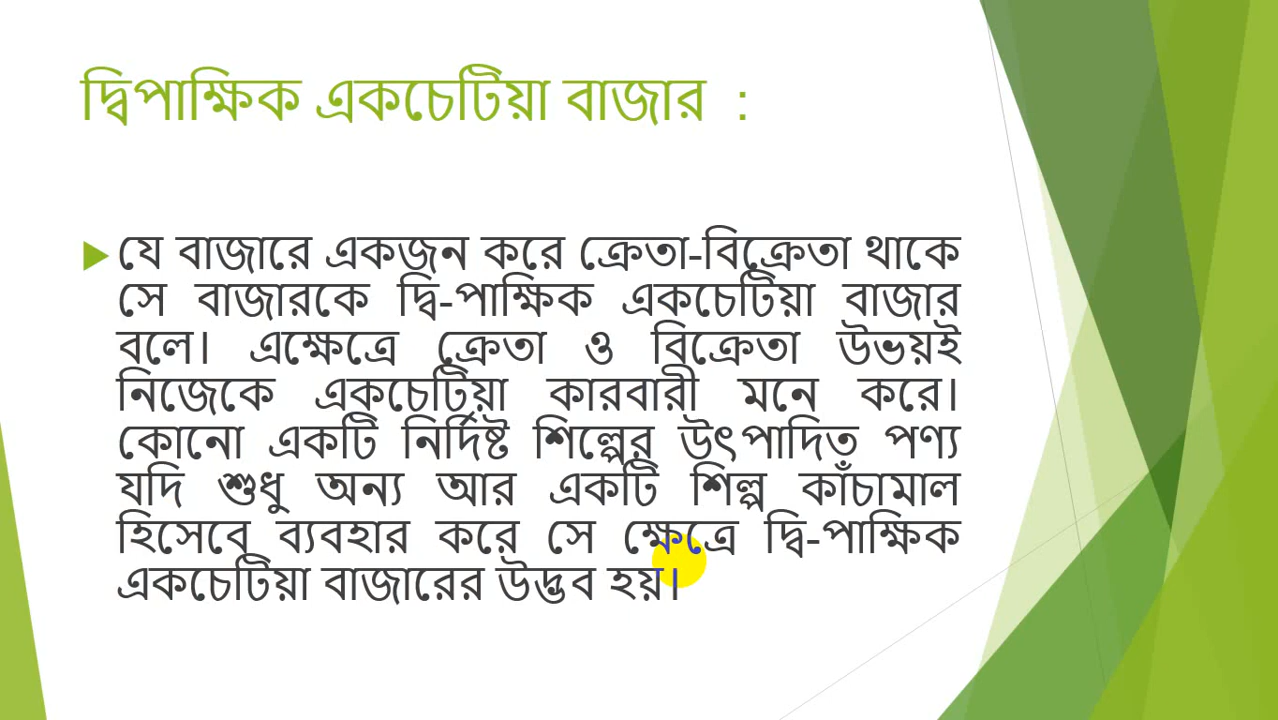 দ্বিপাক্ষিক একচেটিয়া বাজার :
যে বাজারে একজন করে ক্রেতা-বিক্রেতা থাকে
সে বাজারকে দ্বি-পাক্ষিক একচেটিয়া বাজার
বলে। এক্ষেত্রে ক্রেতা ও বিক্রেতা উভয়ই
নিজেকে একচেটিয়া কারবারী মনে করে।
কোনো একটি নির্দিষ্ট শিল্পের উৎপাদিত পণ্য
যদি শুধু অন্য আর একটি শিল্প কাঁচামাল
হিসেবে ব্যবহার করে সে ক্ষেত্রে দ্বি-পাক্ষিক
একচেটিয়া বাজারের উদ্ভব হয়।